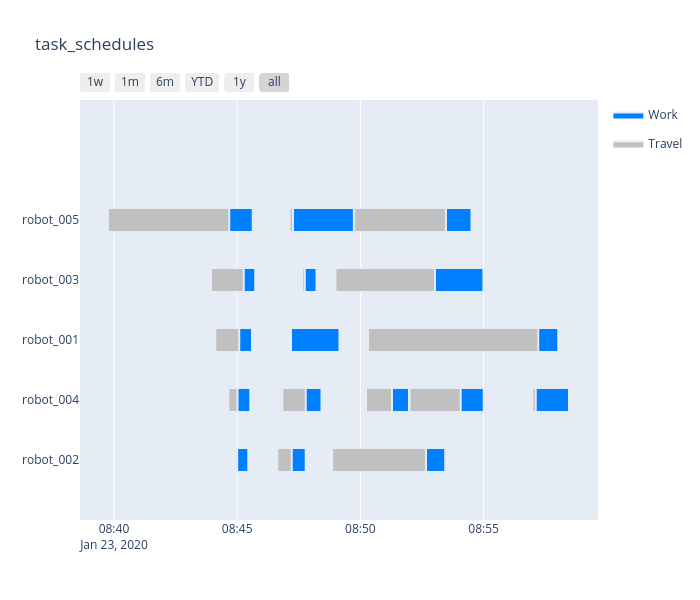 task_schedules
1w 1m 6m YTD 1y all
Work
Travel
robot_005
robot_003
robot_001
robot_004
robot_002
08:40 08:45 08:50 08:55
Jan 23, 2020